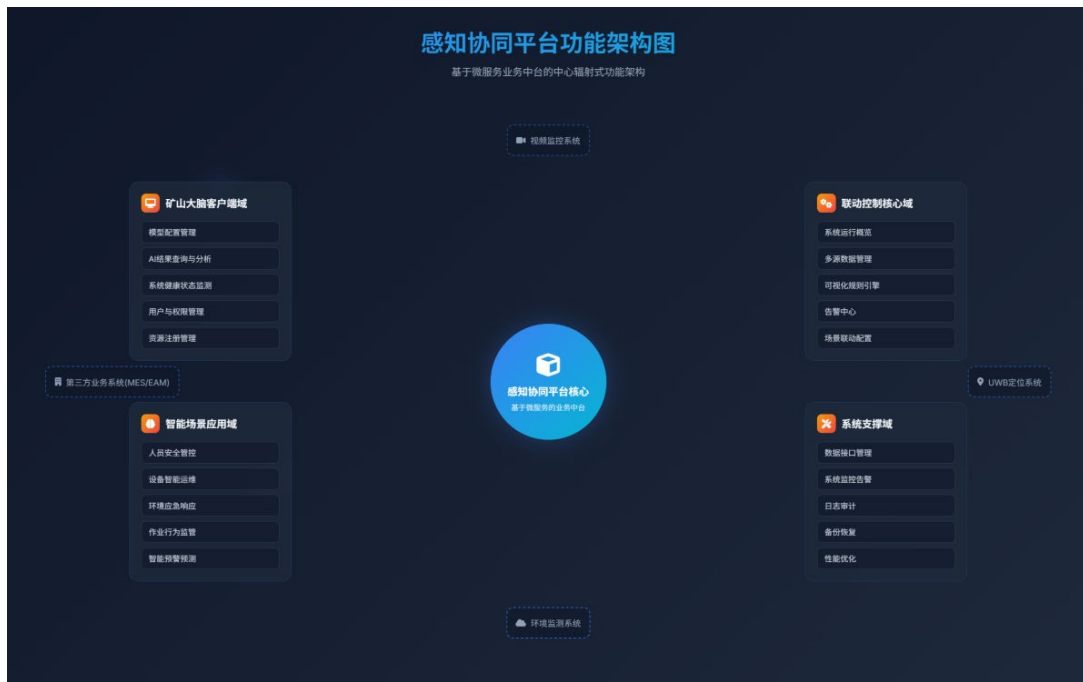 感知协同平台功能架构图
基于微服务业务中台的中心辐射式功能架构
视频监控系统
矿山大脑客户端域
模型配置管理
AI结果查询与分析
系统健康状态监测
用户与权限管理
资源注册管理
联动控制核心域
系统运行概览
多源数据管理
可视化规则引擎
告警中心
场景联动配置
第三方业务系统(MES/EAM)
感知协同平台核心
基于微服务的业务中台
UWB定位系统
智能场景应用域
人员安全管控
设备智能运维
环境应急响应
作业行为监管
智能预警预测
系统支撑域
数据接口管理
系统监控告警
日志审计
备份恢复
性能优化
环境监测系统